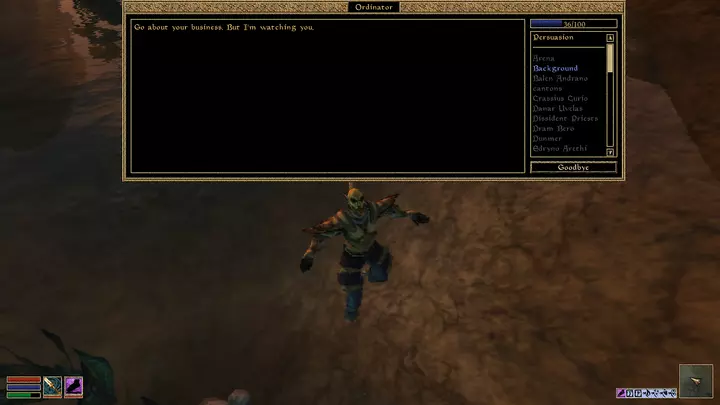 Ordinator
Go about your business. But I'm watching you.
36/100
Persuasion
Arena
Background
Balen Andrano
cantons
Crassius Curio
Danar Uvelas
Dissident Priests
Dram Bero
Dunmer
Edryno Arethi
Goodbye